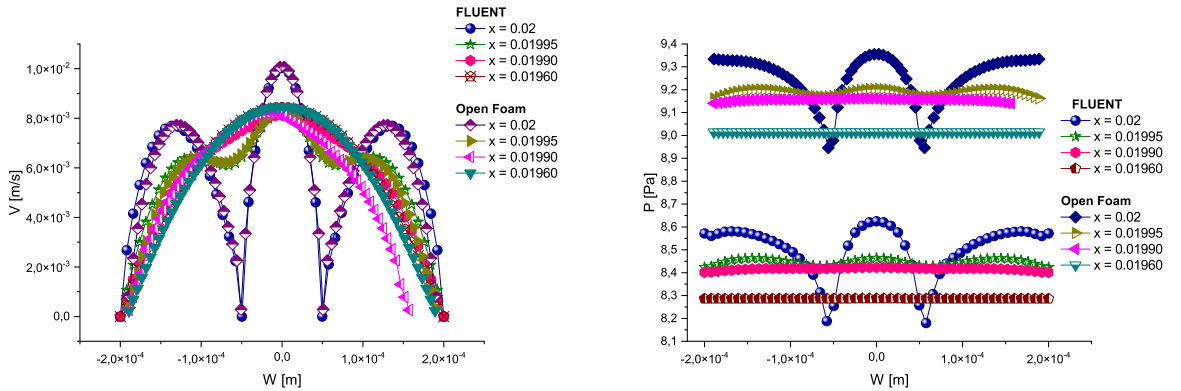 FLUENT
x = 0.02
x = 0.01995
x = 0.01990
x = 0.01960
Open Foam
x = 0.02
x = 0.01995
x = 0.01990
x = 0.01960
V [m/s]
1,0×10⁻²
8,0×10⁻³
6,0×10⁻³
4,0×10⁻³
2,0×10⁻³
0,0
-2,0×10⁻⁴ -1,0×10⁻⁴ 0,0 1,0×10⁻⁴ 2,0×10⁻⁴
W [m]
P [Pa]
9,4
9,3
9,2
9,1
9,0
8,9
8,8
8,7
8,6
8,5
8,4
8,3
8,2
8,1
-2,0×10⁻⁴ -1,0×10⁻⁴ 0,0 1,0×10⁻⁴ 2,0×10⁻⁴
W [m]
FLUENT
x = 0.02
x = 0.01995
x = 0.01990
x = 0.01960
Open Foam
x = 0.02
x = 0.01995
x = 0.01990
x = 0.01960